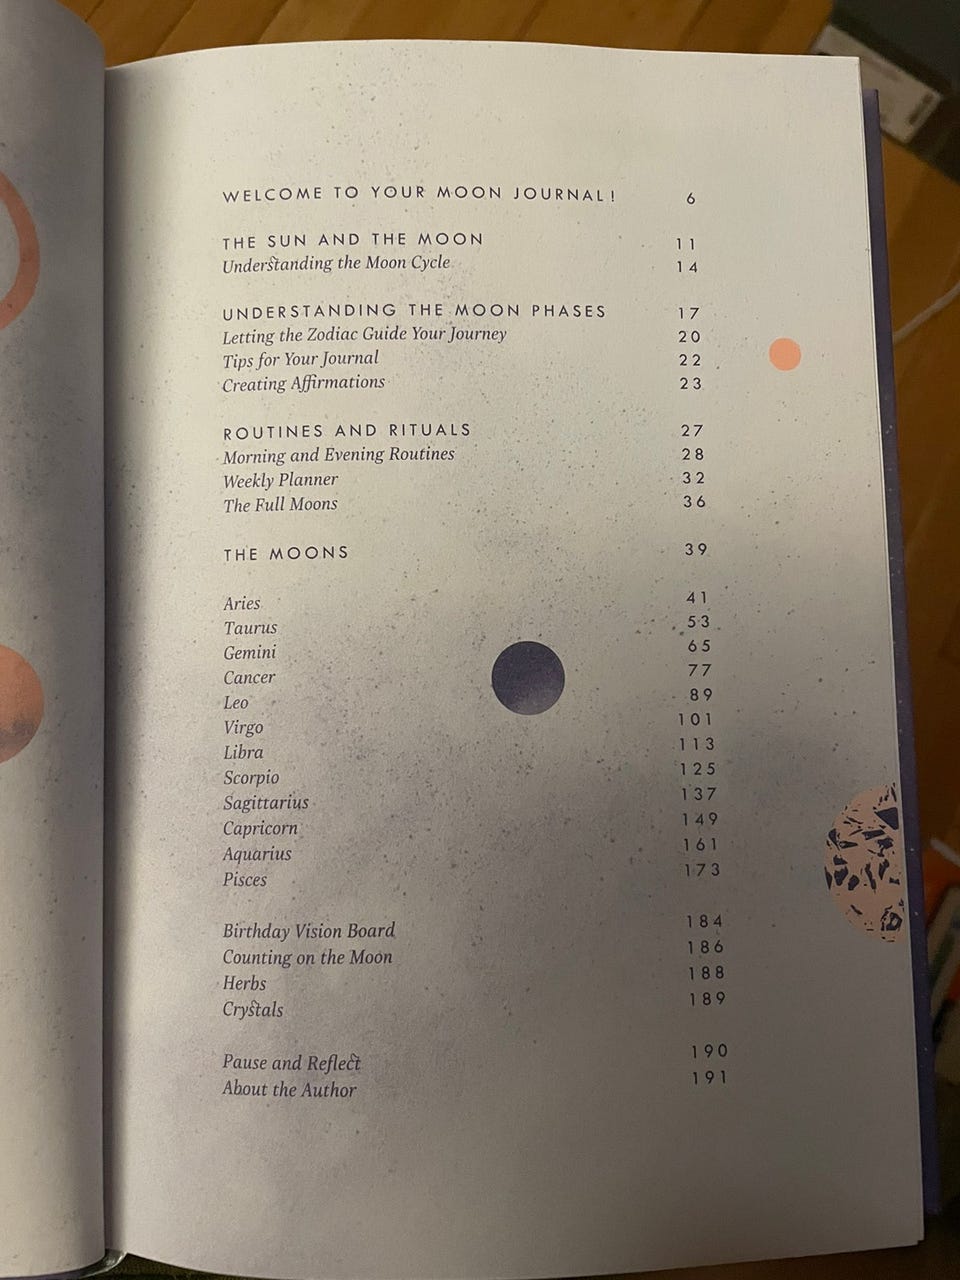 WELCOME TO YOUR MOON JOURNAL! 6
THE SUN AND THE MOON 11
Understanding the Moon Cycle 14
UNDERSTANDING THE MOON PHASES 17
Letting the Zodiac Guide Your Journey 20
Tips for Your Journal 22
Creating Affirmations 23
ROUTINES AND RITUALS 27
Morning and Evening Routines 28
Weekly Planner 32
The Full Moons 36
THE MOONS 39
Aries 41
Taurus 53
Gemini 65
Cancer 77
Leo 89
Virgo 101
Libra 113
Scorpio 125
Sagittarius 137
Capricorn 149
Aquarius 161
Pisces 173
Birthday Vision Board 184
Counting on the Moon 186
Herbs 188
Crystals 189
Pause and Reflect 190
About the Author 191